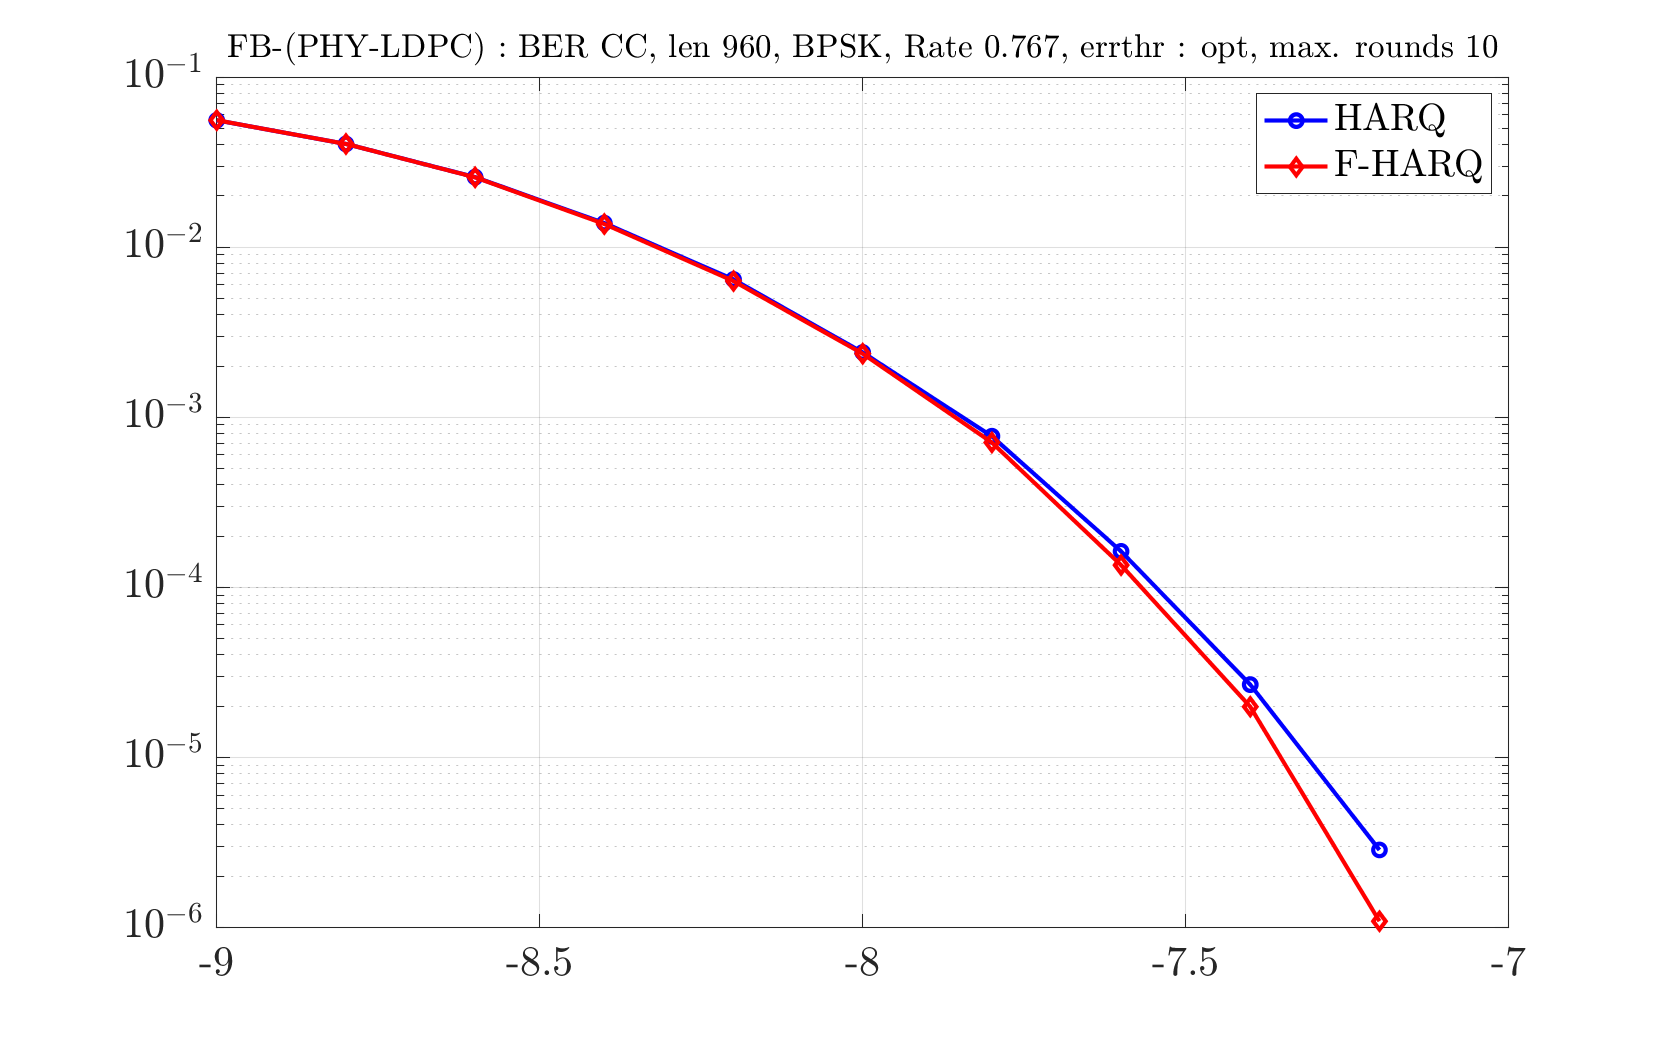 FB-(PHY-LDPC) : BER CC, len 960, BPSK, Rate 0.767, errthr : opt, max. rounds 10
HARQ
F-HARQ
10⁻¹
10⁻²
10⁻³
10⁻⁴
10⁻⁵
10⁻⁶
-9 -8.5 -8 -7.5 -7